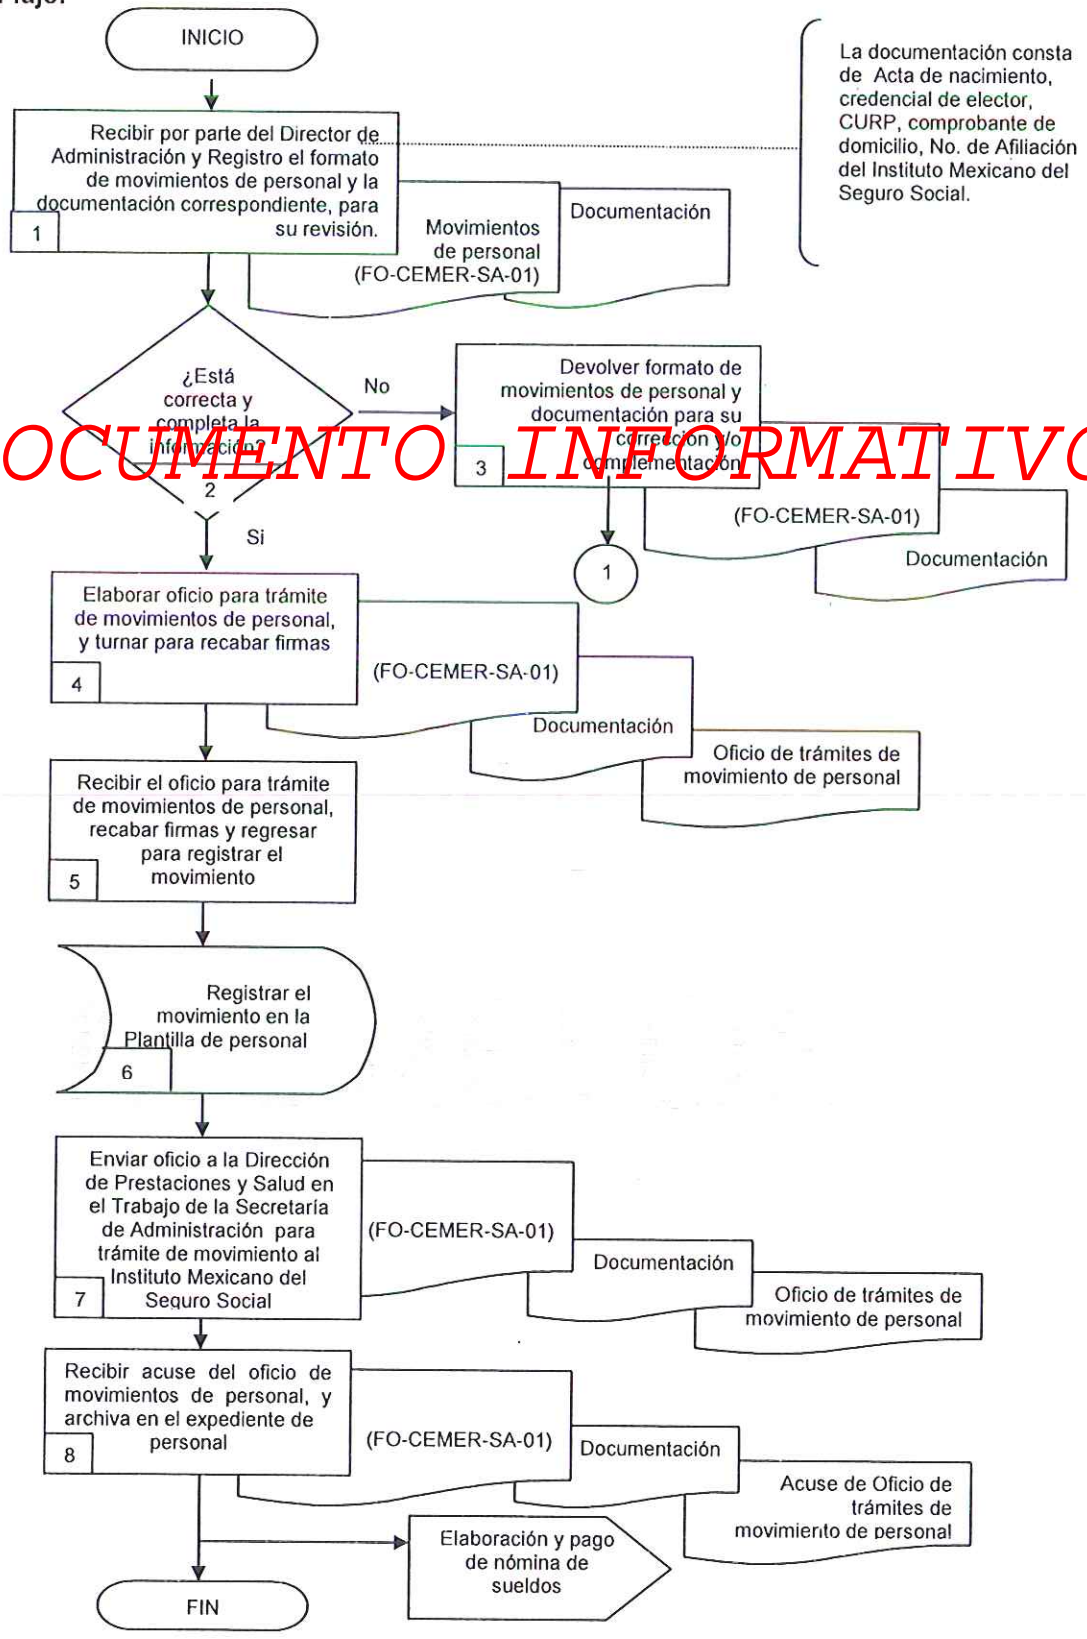 Flujo.
INICIO
La documentación consta
de Acta de nacimiento,
credencial de elector,
CURP, comprobante de
domicilio, No. de Afiliación
del Instituto Mexicano del
Seguro Social.
Recibir por parte del Director de
Administración y Registro el formato
de movimientos de personal y la
documentación correspondiente, para
su revisión.
1
Movimientos
de personal
(FO-CEMER-SA-01)
Documentación
¿Está
correcta y
completa la
información?
2
No
Si
Devolver formato de
movimientos de personal y
documentación para su
corrección y/o
complementación
3
(FO-CEMER-SA-01)
Documentación
1
OCUMENTO INFORMATIVO
Elaborar oficio para trámite
de movimientos de personal,
y turnar para recabar firmas
4
(FO-CEMER-SA-01)
Documentación
Oficio de trámites de
movimiento de personal
Recibir el oficio para trámite
de movimientos de personal,
recabar firmas y regresar
para registrar el
movimiento
5
Registrar el
movimiento en la
Plantilla de personal
6
Enviar oficio a la Dirección
de Prestaciones y Salud en
el Trabajo de la Secretaría
de Administración para
trámite de movimiento al
Instituto Mexicano del
Seguro Social
7
(FO-CEMER-SA-01)
Documentación
Oficio de trámites de
movimiento de personal
Recibir acuse del oficio de
movimientos de personal, y
archiva en el expediente de
personal
8
(FO-CEMER-SA-01)
Documentación
Acuse de Oficio de
trámites de
movimiento de personal
Elaboración y pago
de nómina de
sueldos
FIN